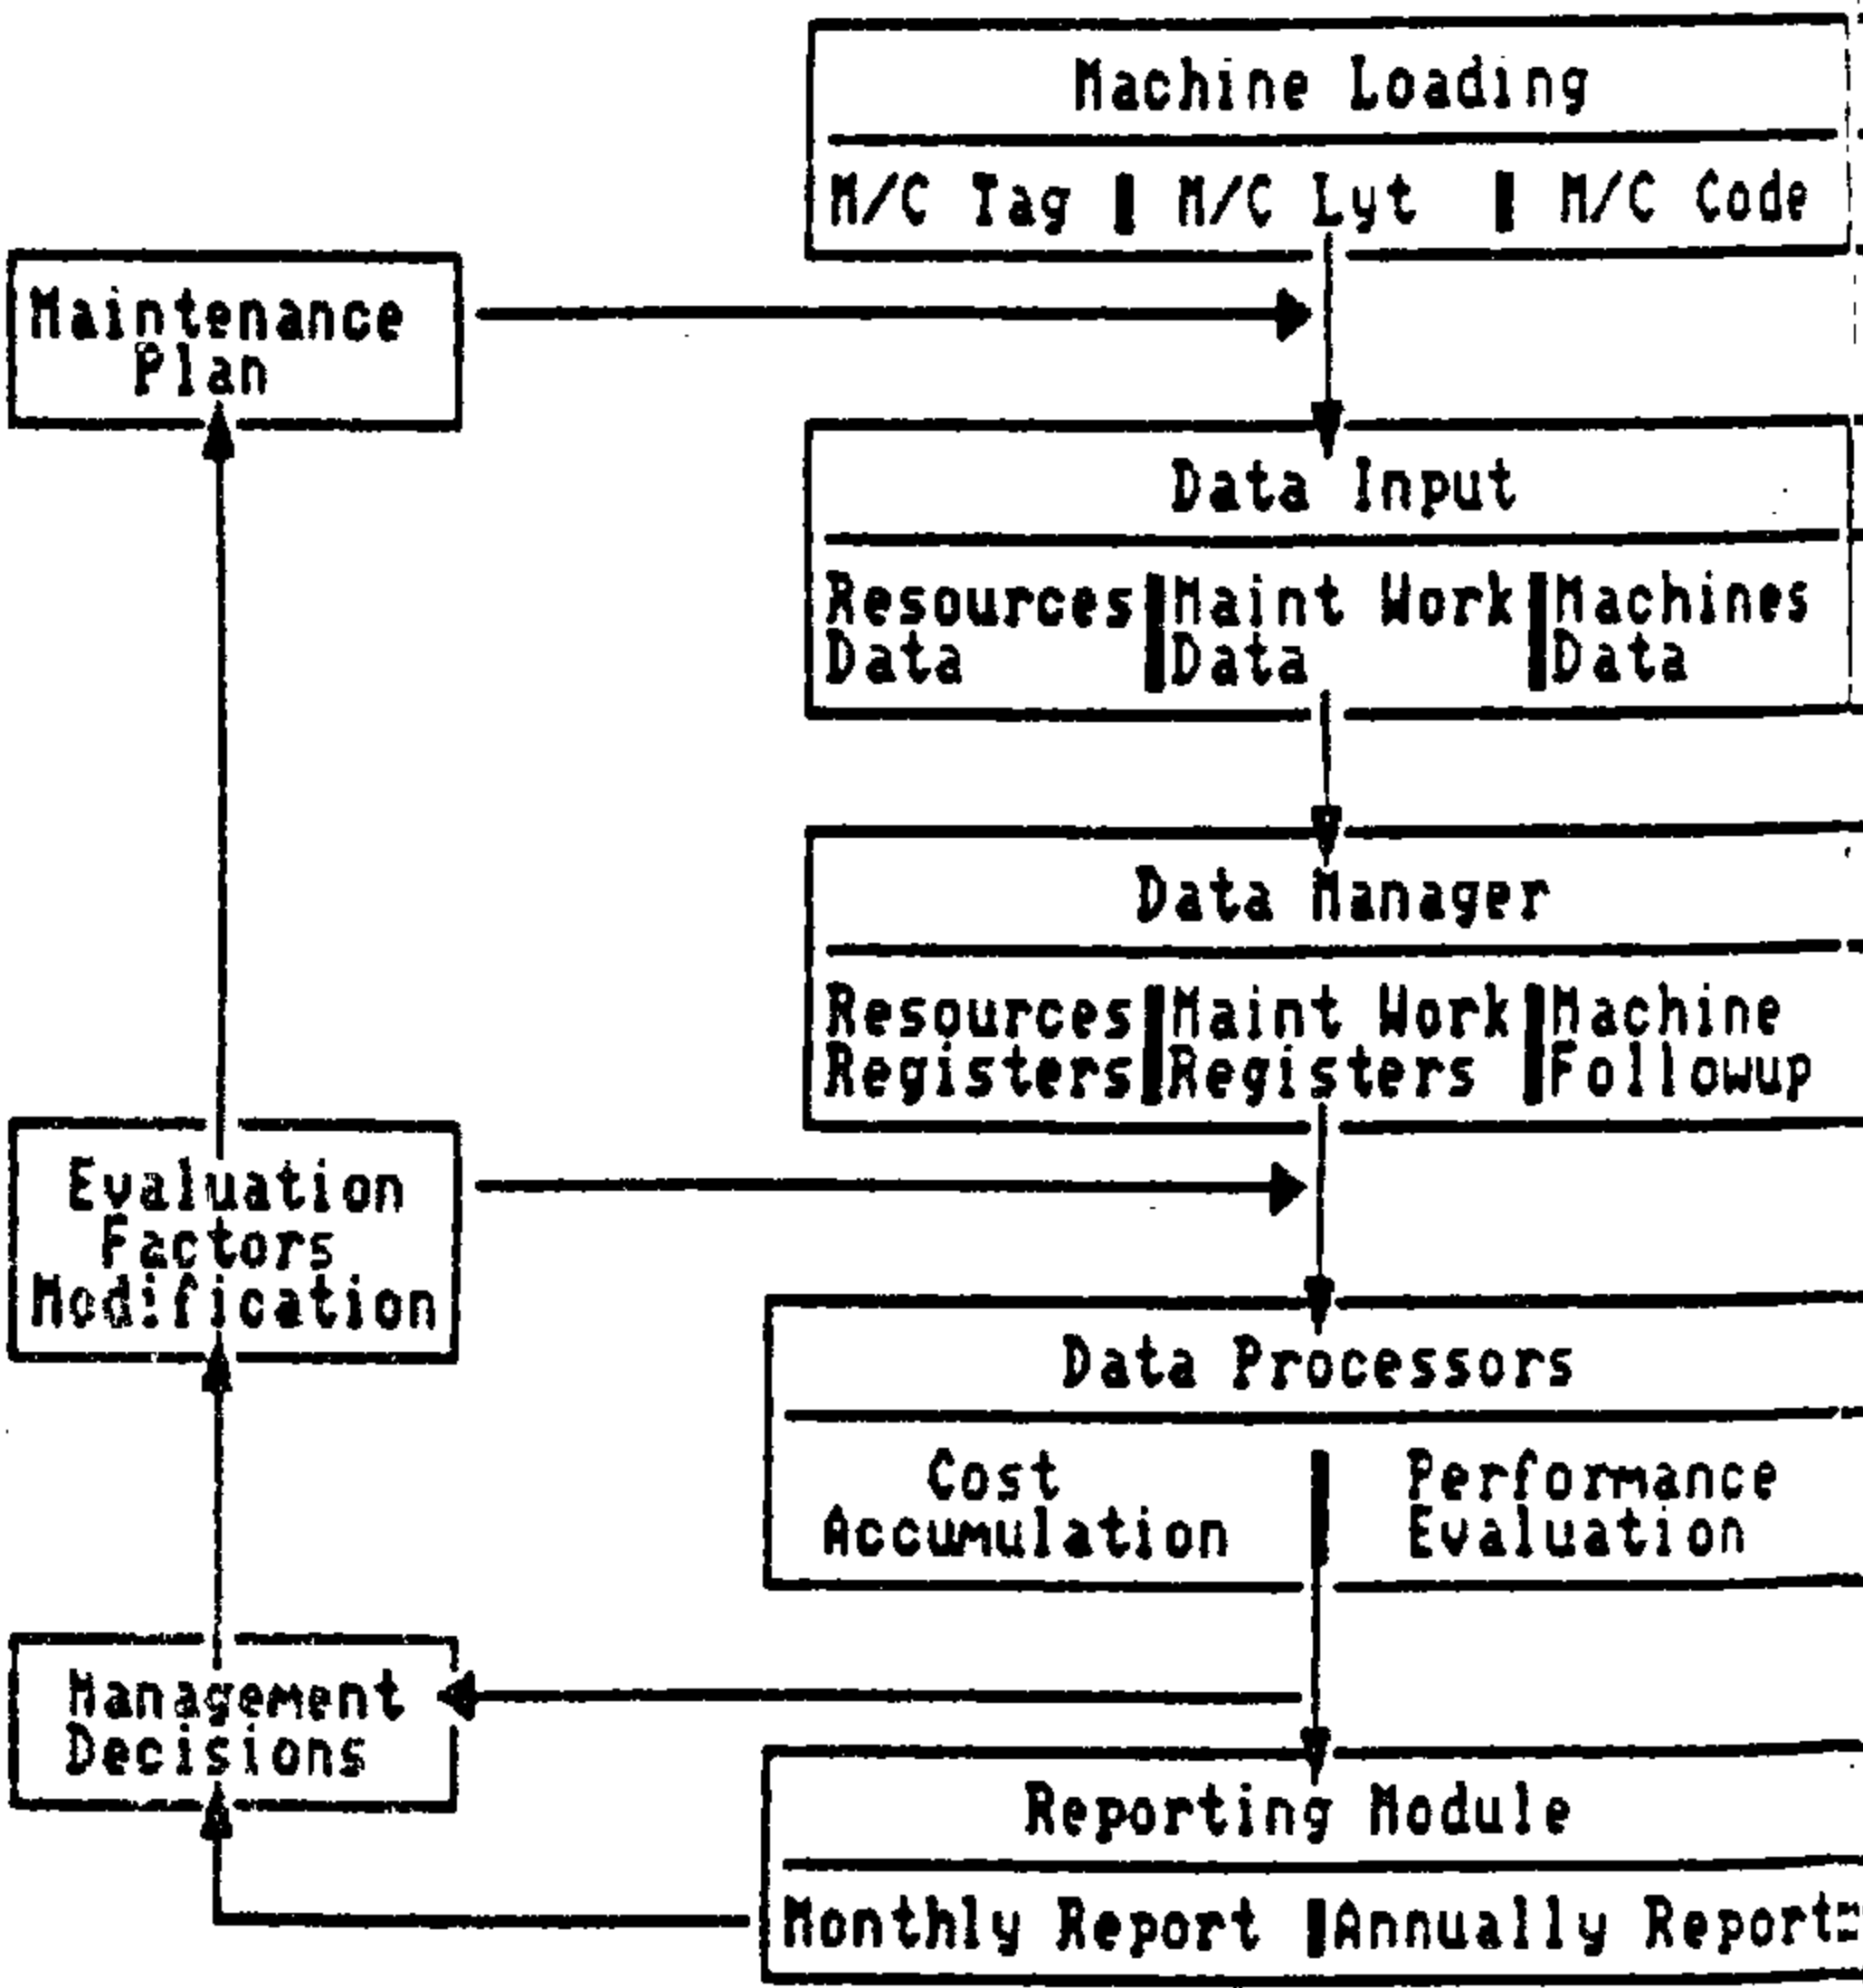 Machine Loading
M/C Tag | M/C Lyt | M/C Code
Maintenance
Plan
Data Input
Resources | Maint Work | Machines
Data | Data | Data
Data Manager
Resources | Maint Work | Machine
Registers | Registers | Followup
Evaluation
Factors
Modification
Data Processors
Cost | Performance
Accumulation | Evaluation
Management
Decisions
Reporting Module
Monthly Report | Annually Report